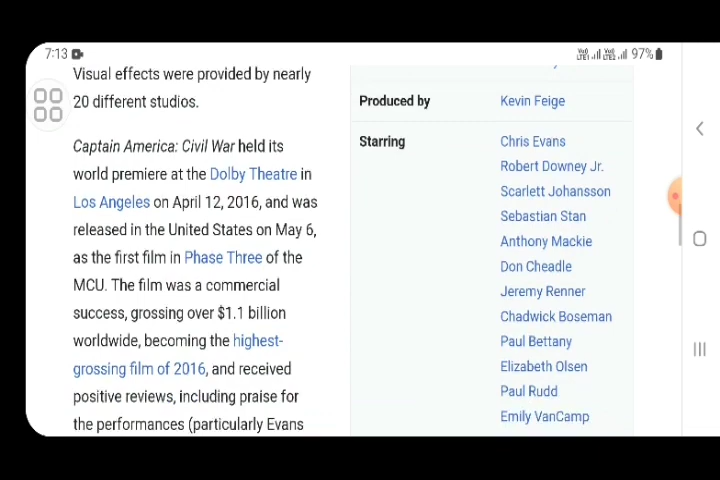 7:13
Vo) LTE1 Vo) LTE2 97%
Visual effects were provided by nearly
20 different studios.
Captain America: Civil War held its
world premiere at the Dolby Theatre in
Los Angeles on April 12, 2016, and was
released in the United States on May 6,
as the first film in Phase Three of the
MCU. The film was a commercial
success, grossing over $1.1 billion
worldwide, becoming the highest-
grossing film of 2016, and received
positive reviews, including praise for
the performances (particularly Evans
Produced by Kevin Feige
Starring Chris Evans
Robert Downey Jr.
Scarlett Johansson
Sebastian Stan
Anthony Mackie
Don Cheadle
Jeremy Renner
Chadwick Boseman
Paul Bettany
Elizabeth Olsen
Paul Rudd
Emily VanCamp